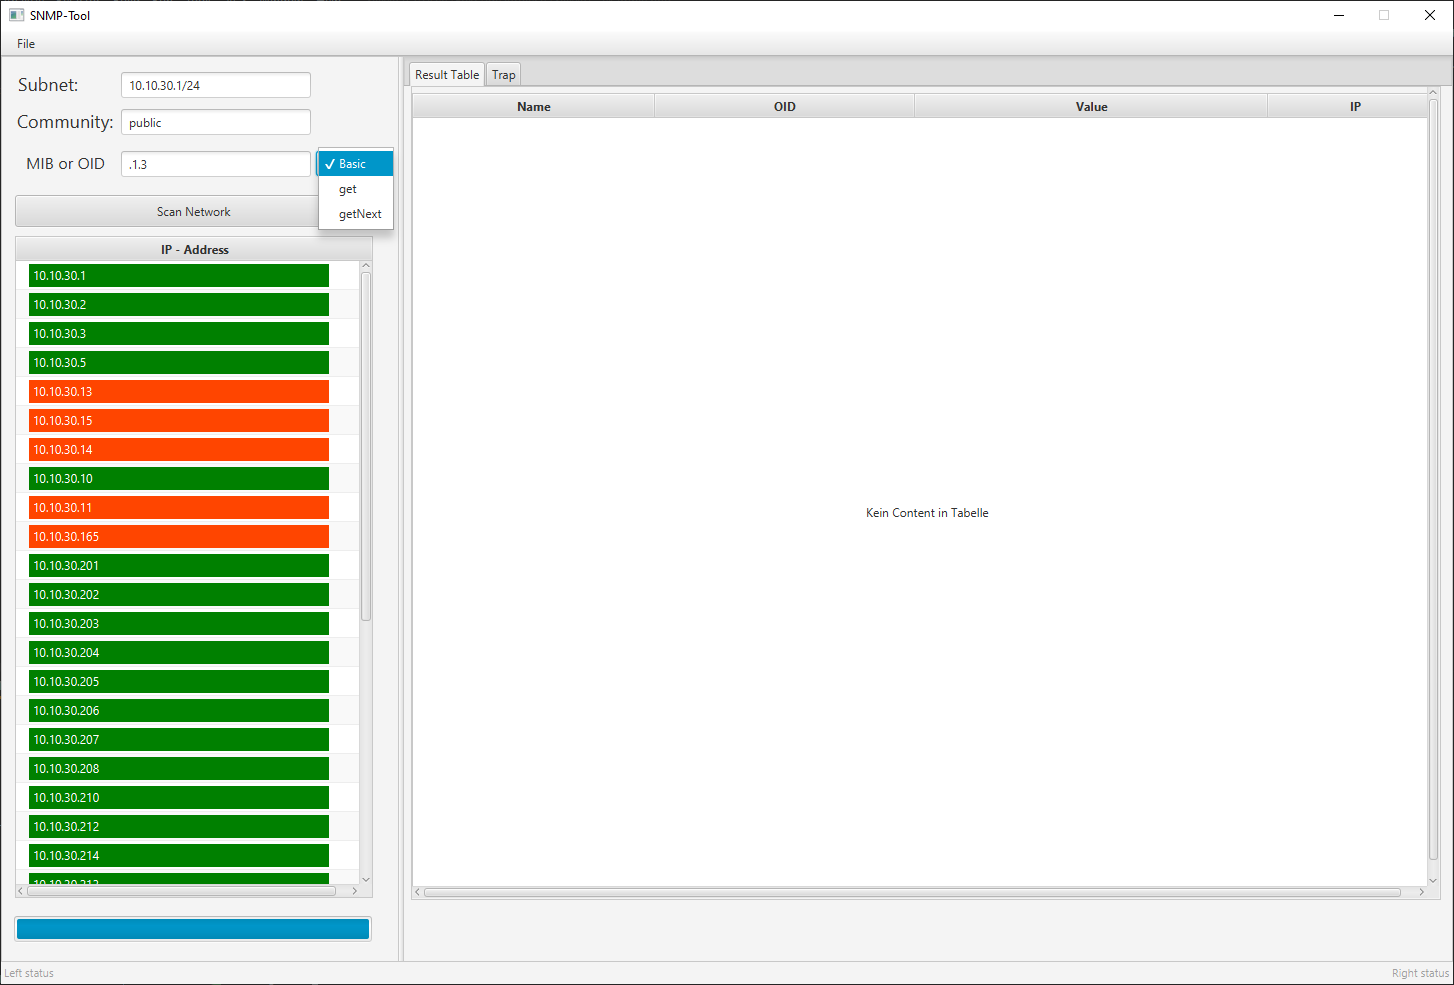 SNMP-Tool
File
Subnet:
10.10.30.1/24
Community:
public
MIB or OID
.1.3
Basic
get
getNext
Scan Network
IP - Address
10.10.30.1
10.10.30.2
10.10.30.3
10.10.30.5
10.10.30.13
10.10.30.15
10.10.30.14
10.10.30.10
10.10.30.11
10.10.30.165
10.10.30.201
10.10.30.202
10.10.30.203
10.10.30.204
10.10.30.205
10.10.30.206
10.10.30.207
10.10.30.208
10.10.30.210
10.10.30.212
10.10.30.214
10.10.30.213
Result Table
Trap
Name OID Value IP
Kein Content in Tabelle
Left status
Right status